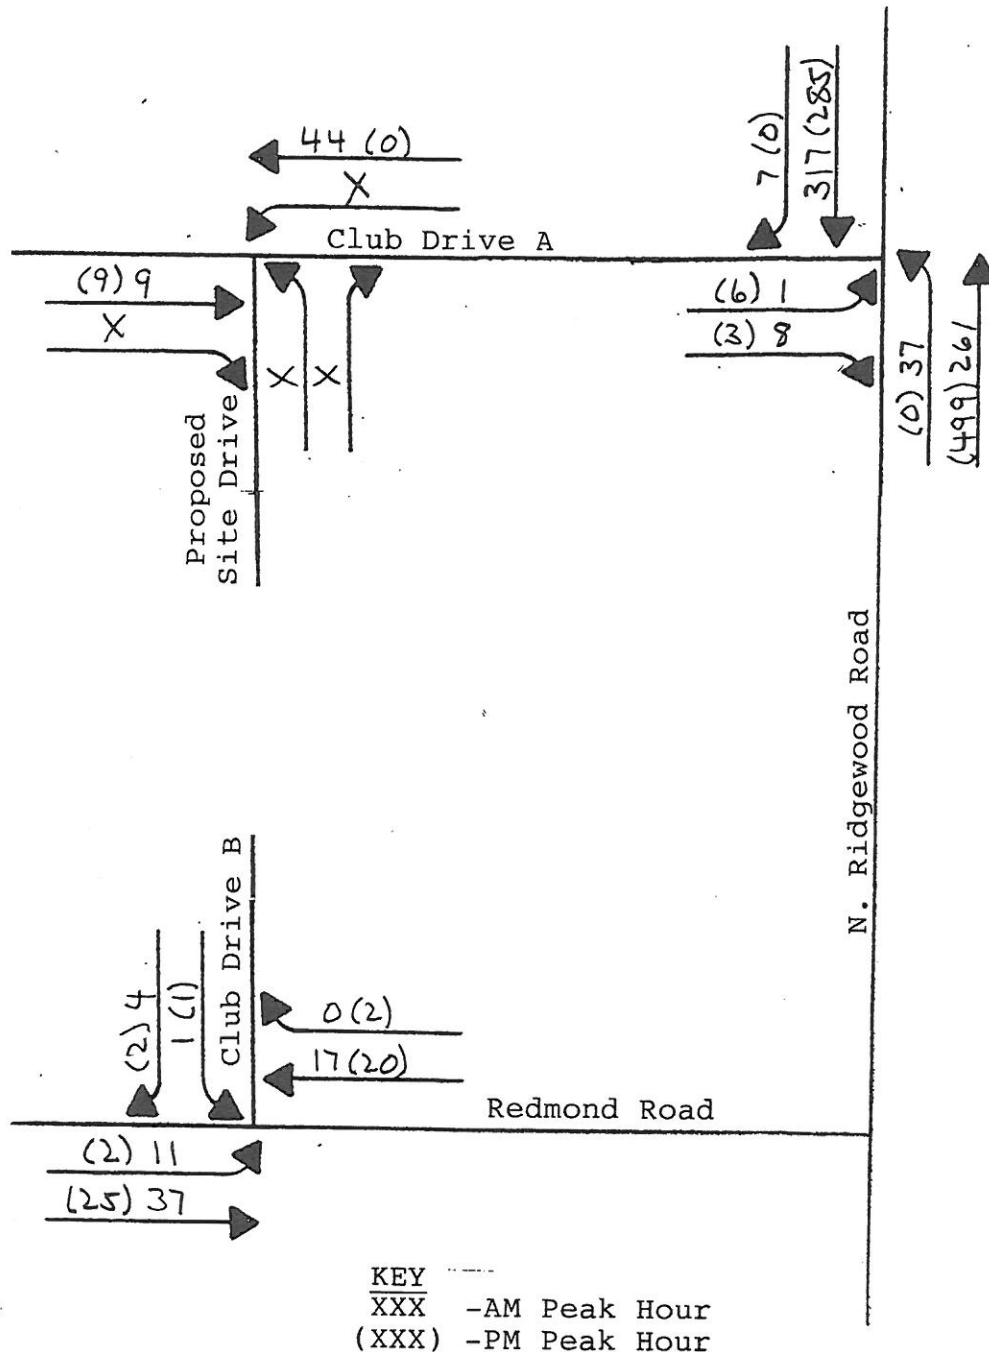 44 (0)
X
7 (0)
317 (285)
Club Drive A
(9) 9
X
X
X
(6) 1
(3) 8
(0) 37
(499) 261
Proposed
Site Drive
N. Ridgewood Road
Club Drive B
(2) 4
1 (1)
0 (2)
17 (20)
Redmond Road
(2) 11
(25) 37
KEY
XXX -AM Peak Hour
(XXX) -PM Peak Hour